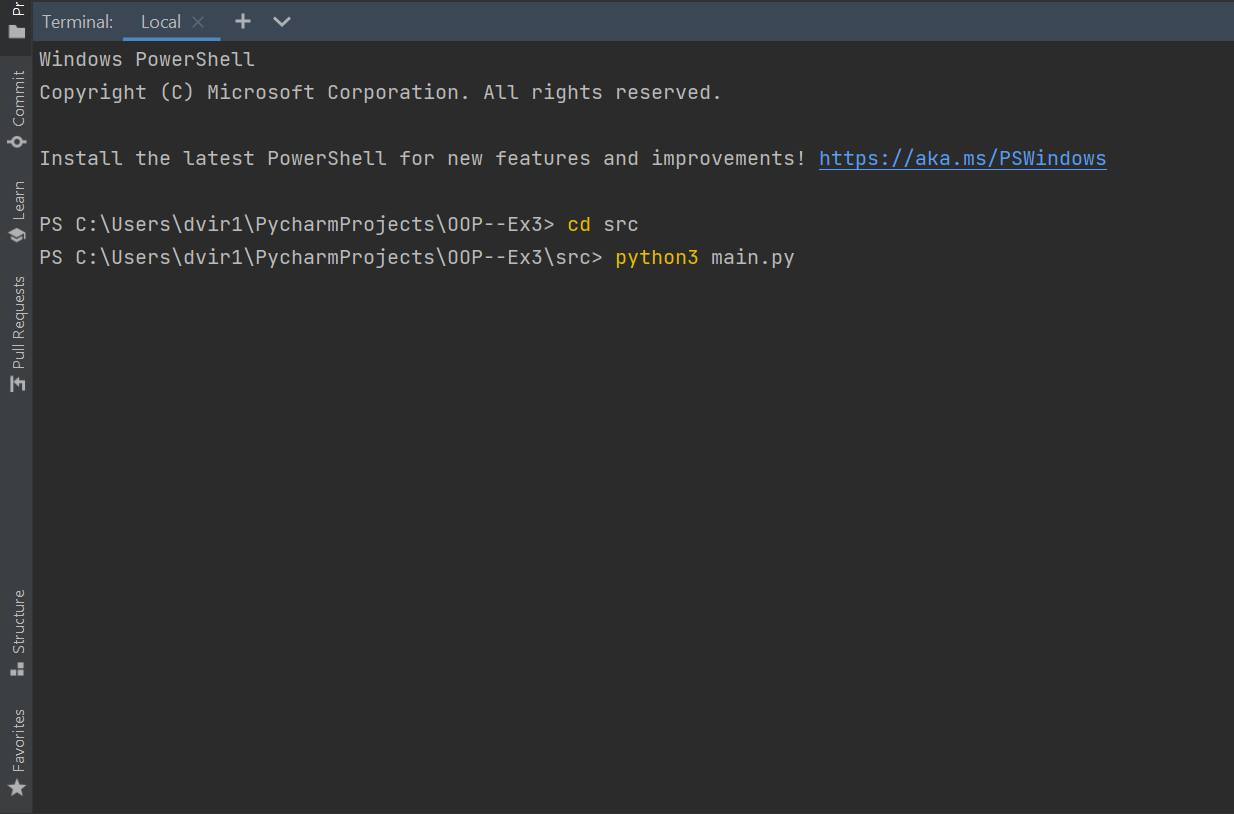 Terminal: Local
Windows PowerShell
Copyright (C) Microsoft Corporation. All rights reserved.
Install the latest PowerShell for new features and improvements! https://aka.ms/PSWindows
PS C:\Users\dvir1\PycharmProjects\OOP--Ex3> cd src
PS C:\Users\dvir1\PycharmProjects\OOP--Ex3\src> python3 main.py
Commit
Learn
Pull Requests
Structure
Favorites